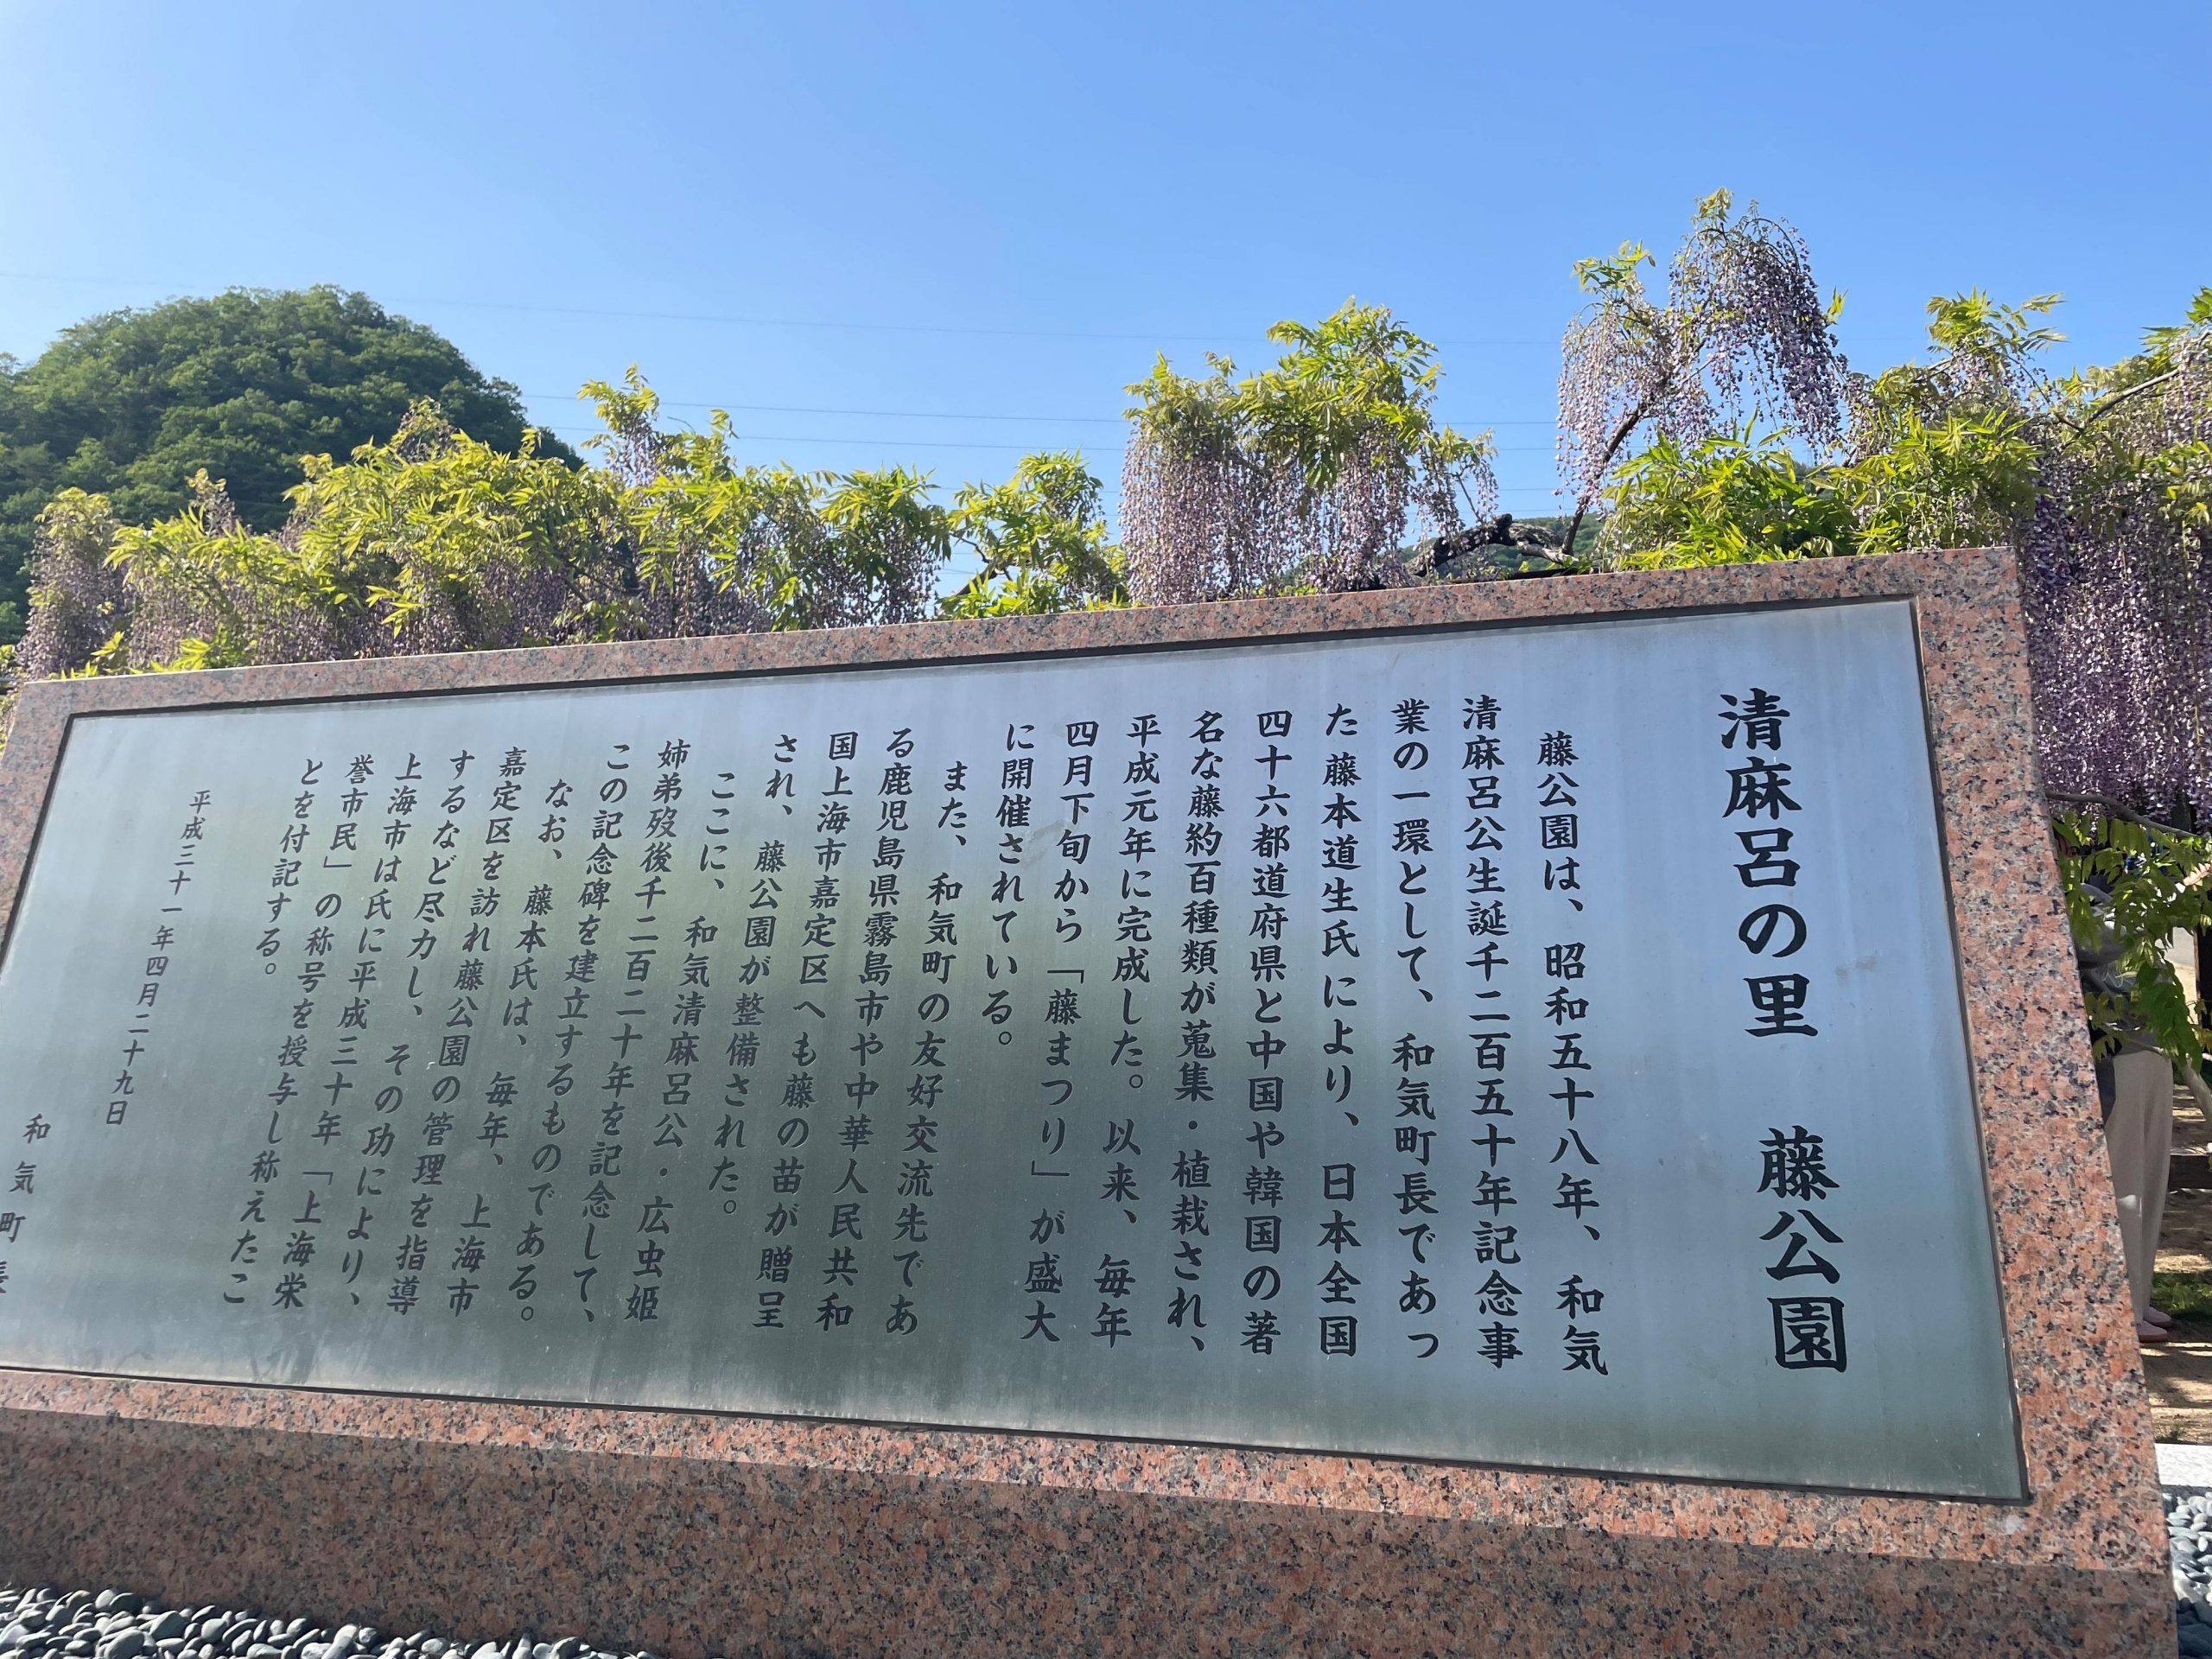 清麻呂の里　藤公園
藤公園は、昭和五十八年、和気
清麻呂公生誕千二百五十年記念事
業の一環として、和気町長であっ
た藤本道生氏により、日本全国
四十六都道府県と中国や韓国の著
名な藤約百種類が蒐集・植栽され、
平成元年に完成した。以来、毎年
四月下旬から「藤まつり」が盛大
に開催されている。
また、和気町の友好交流先であ
る鹿児島県霧島市や中華人民共和
国上海市嘉定区へも藤の苗が贈呈
され、藤公園が整備された。
ここに、和気清麻呂公・広虫姫
姉弟歿後千二百二十年を記念して、
この記念碑を建立するものである。
なお、藤本氏は、毎年、上海市
嘉定区を訪れ藤公園の管理を指導
するなど尽力し、その功により、
上海市は氏に平成三十年「上海栄
誉市民」の称号を授与し称えたこ
とを付記する。
平成三十一年四月二十九日
和気町長